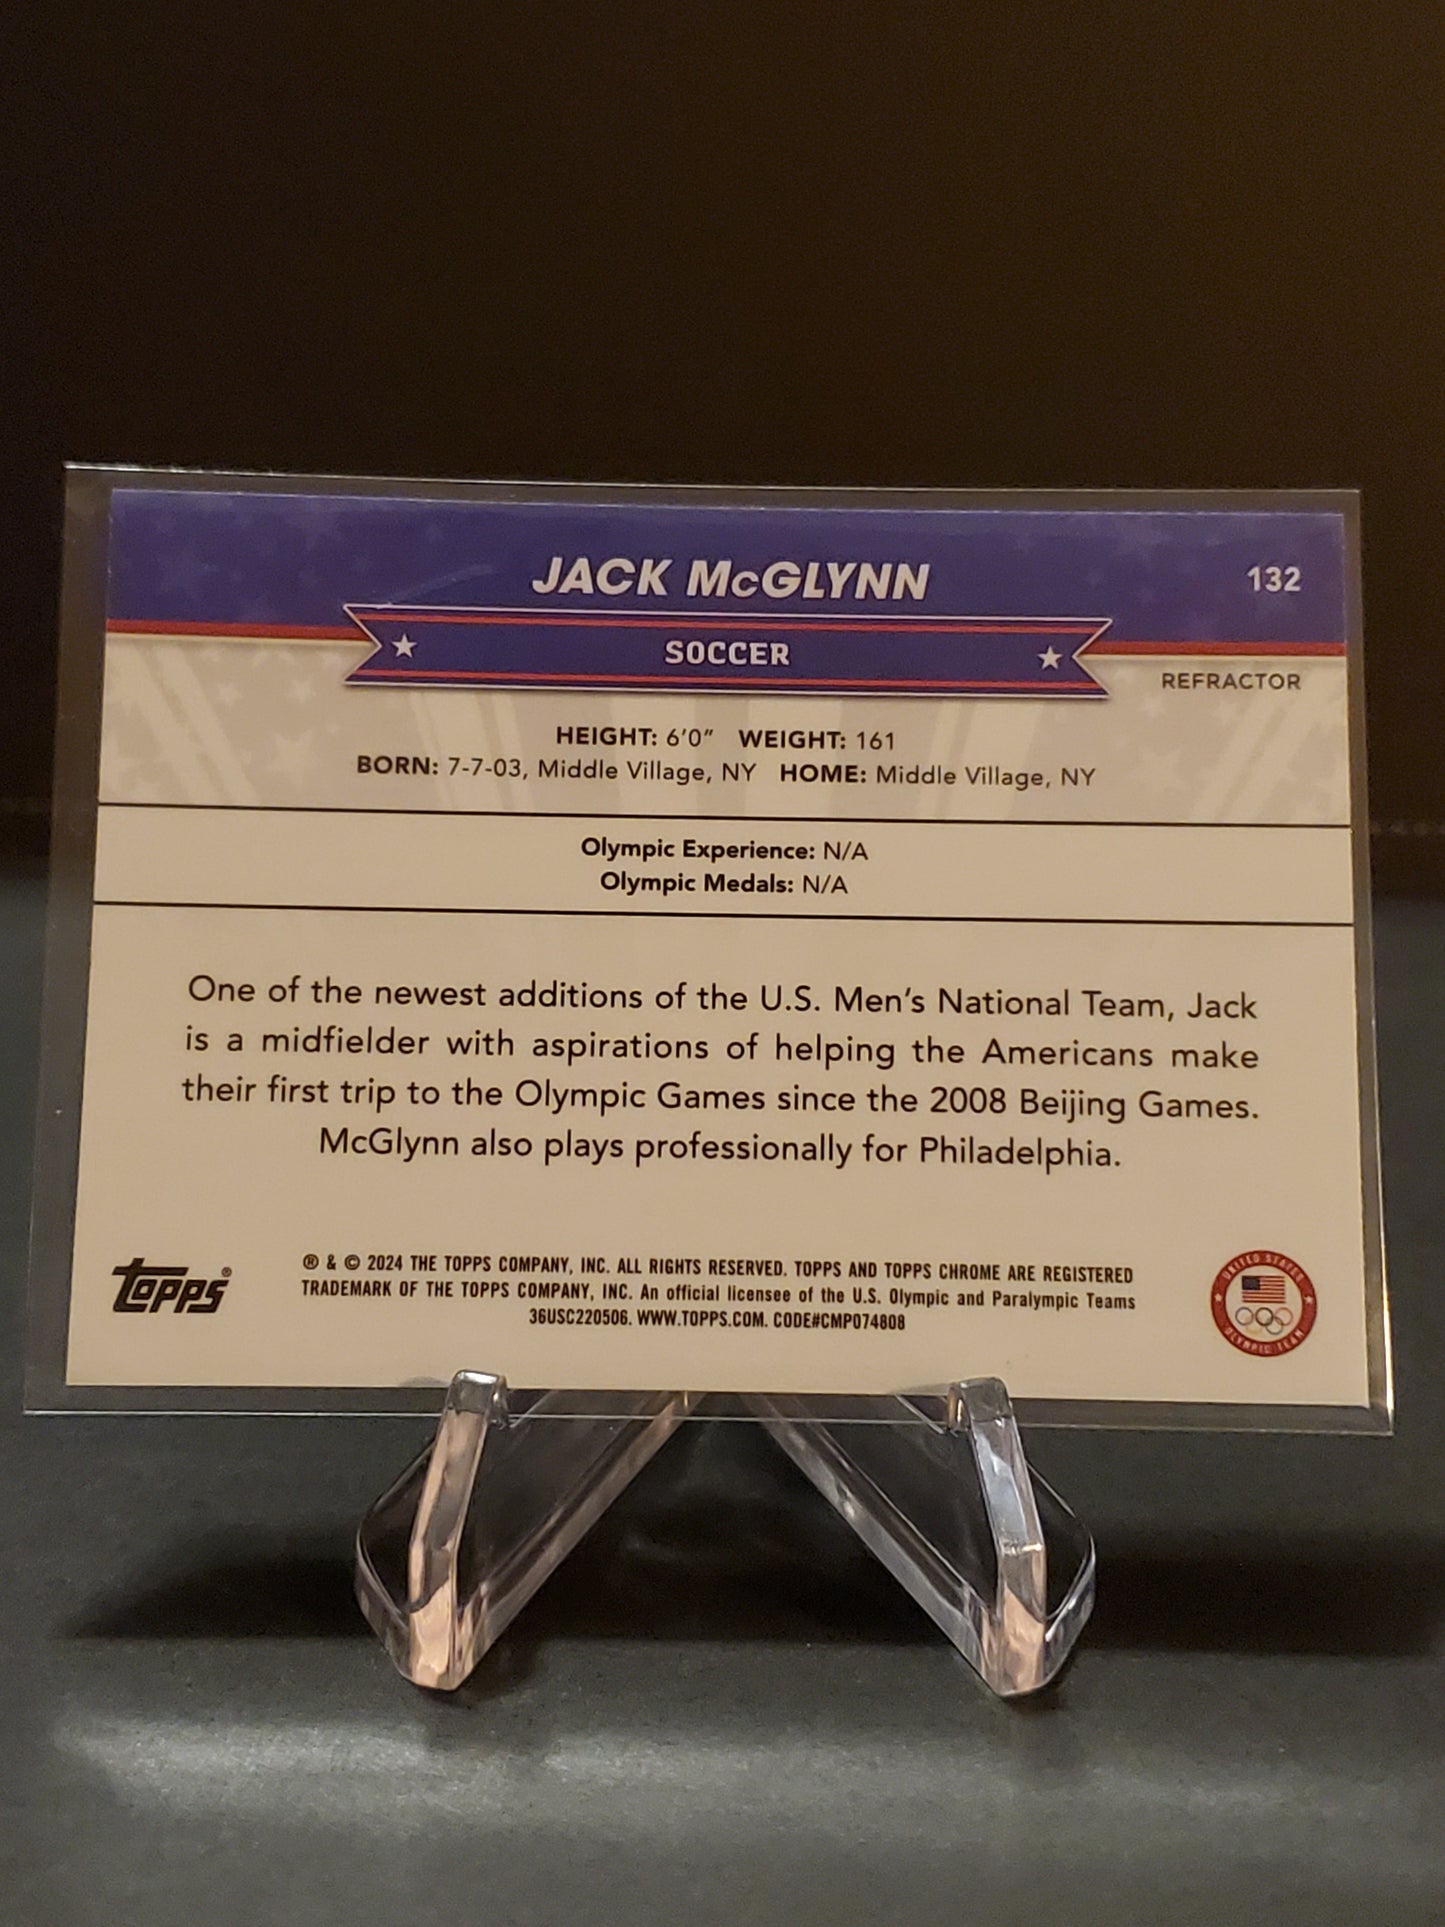 JACK McGLYNN
132
SOCCER
REFRACTOR
HEIGHT: 6'0" WEIGHT: 161
BORN: 7-7-03, Middle Village, NY HOME: Middle Village, NY
Olympic Experience: N/A
Olympic Medals: N/A
One of the newest additions of the U.S. Men's National Team, Jack
is a midfielder with aspirations of helping the Americans make
their first trip to the Olympic Games since the 2008 Beijing Games.
McGlynn also plays professionally for Philadelphia.
Topps®
® & © 2024 THE TOPPS COMPANY, INC. ALL RIGHTS RESERVED. TOPPS AND TOPPS CHROME ARE REGISTERED
TRADEMARK OF THE TOPPS COMPANY, INC. An official licensee of the U.S. Olympic and Paralympic Teams
36USC220506. WWW.TOPPS.COM. CODE#CMP074808
UNITED STATES
OLYMPIC TEAM